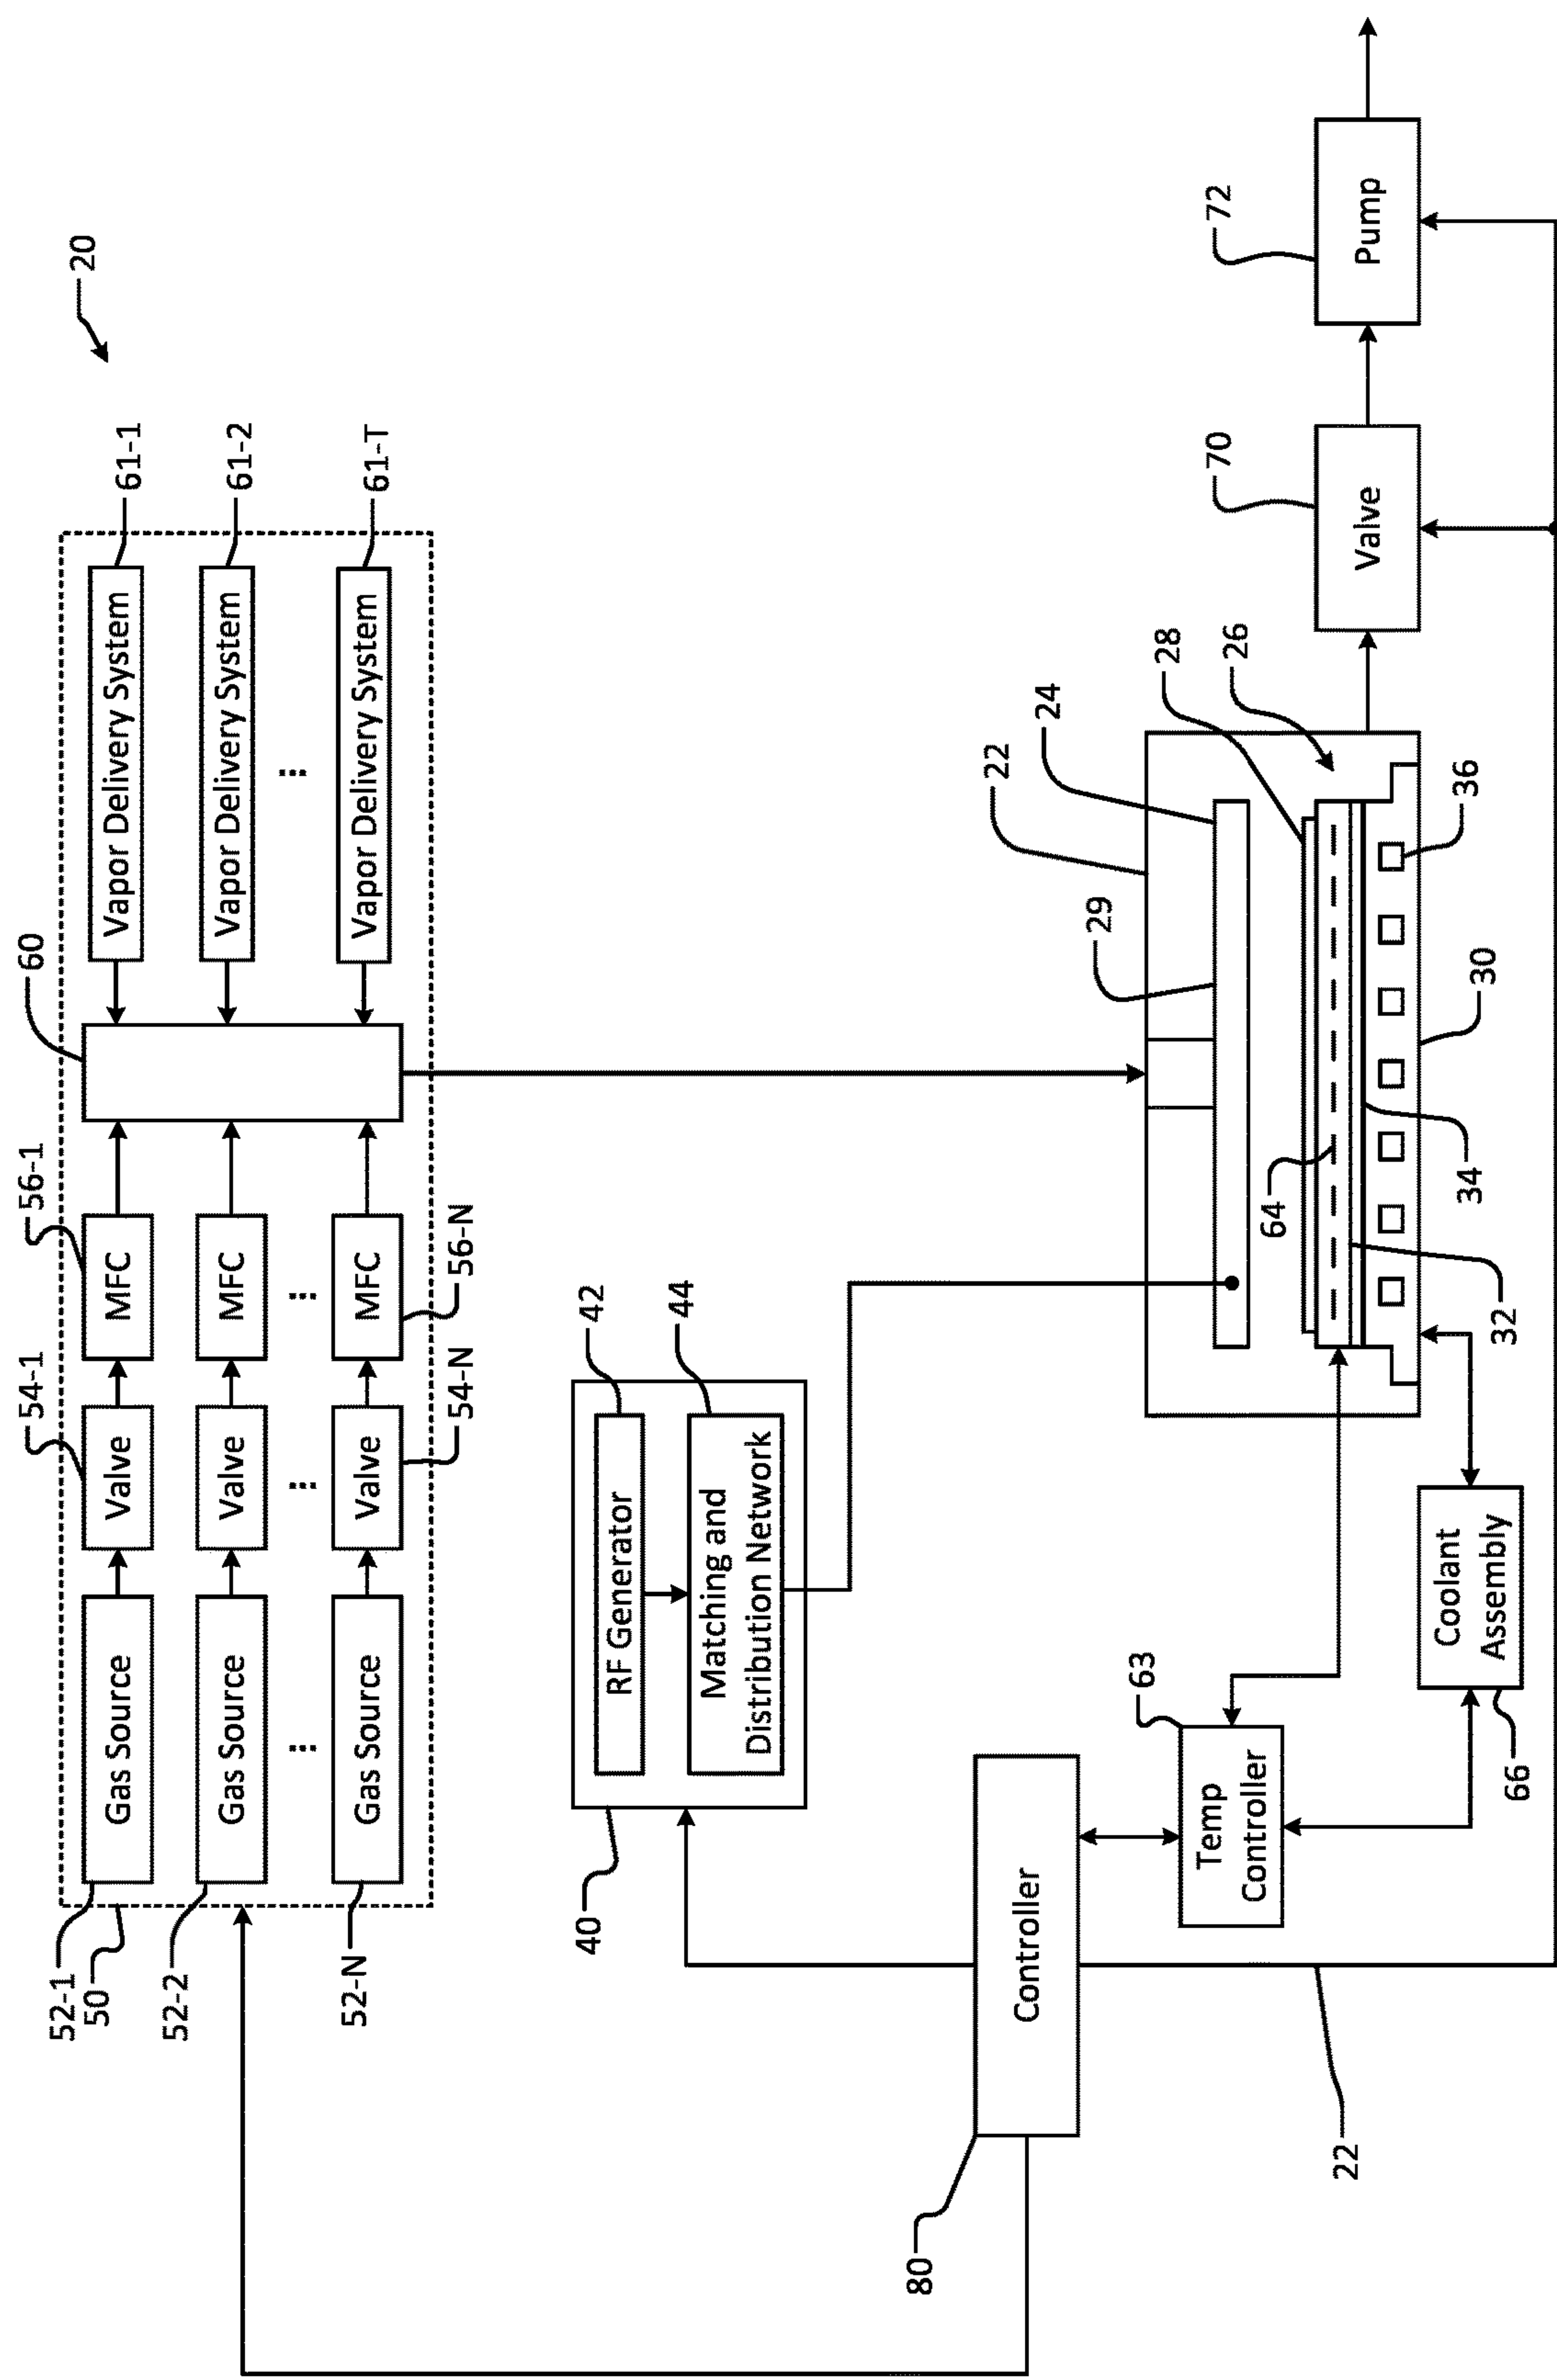 20
60
61-1
61-2
61-T
56-1
54-1
52-1
50
52-2
52-N
54-N
56-N
Gas Source
Valve
MFC
Vapor Delivery System
Gas Source
Valve
MFC
Vapor Delivery System
...
...
...
...
Gas Source
Valve
MFC
Vapor Delivery System
40
42
44
RF Generator
Matching and
Distribution Network
22
24
29
28
26
64
32
34
30
36
70
Valve
72
Pump
80
Controller
63
Temp
Controller
Coolant
Assembly
66
22